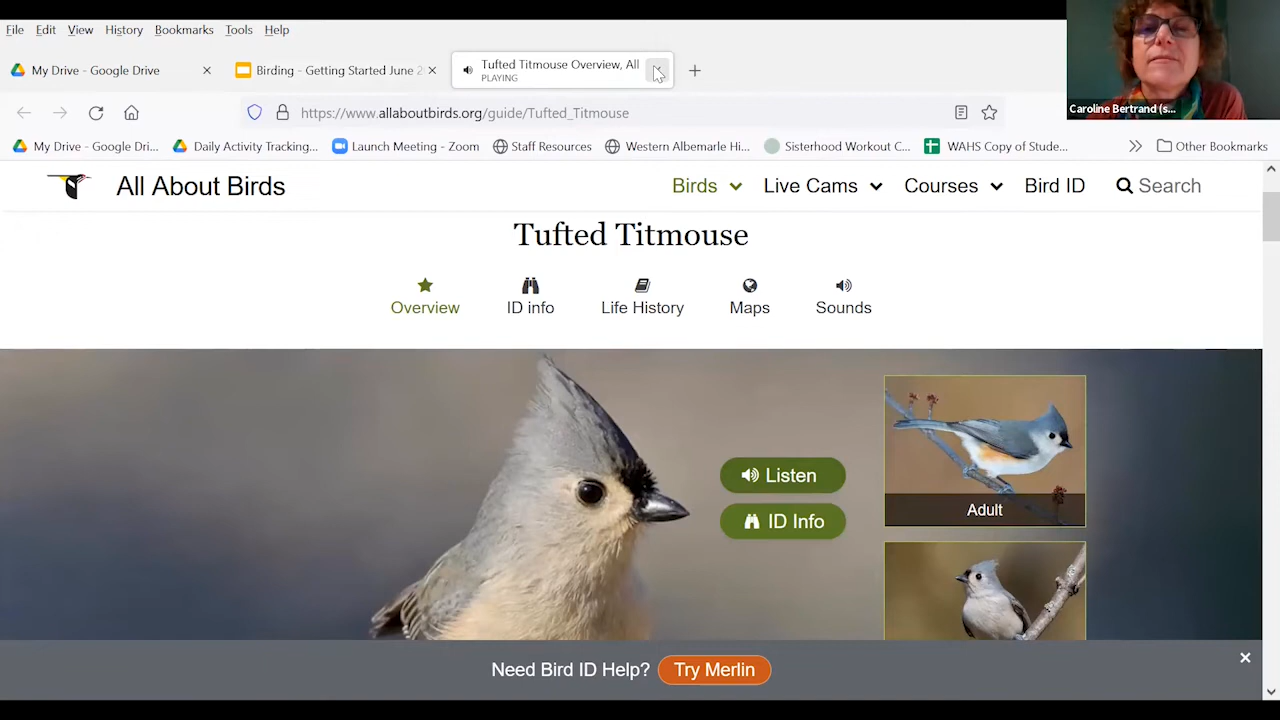 File Edit View History Bookmarks Tools Help
My Drive - Google Drive
Birding - Getting Started June 2
Tufted Titmouse Overview, All
PLAYING
https://www.allaboutbirds.org/guide/Tufted_Titmouse
My Drive - Google Dri... Daily Activity Tracking... Launch Meeting - Zoom Staff Resources Western Albemarle Hi... Sisterhood Workout C... WAHS Copy of Stude... Other Bookmarks
Caroline Bertrand (s...
All About Birds
Birds Live Cams Courses Bird ID Search
Tufted Titmouse
Overview ID info Life History Maps Sounds
Listen
ID Info
Adult
Need Bird ID Help? Try Merlin